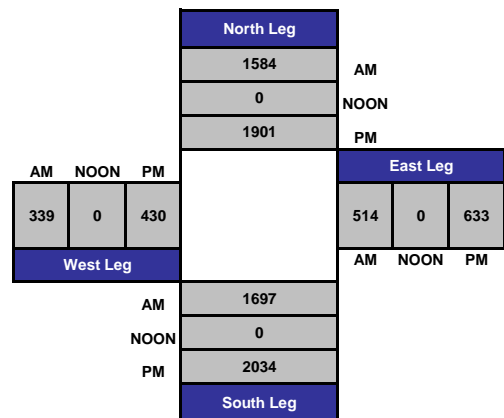 North Leg
1584 AM
0 NOON
1901 PM
AM NOON PM
East Leg
339 0 430
514 0 633
West Leg
AM NOON PM
AM 1697
NOON 0
PM 2034
South Leg